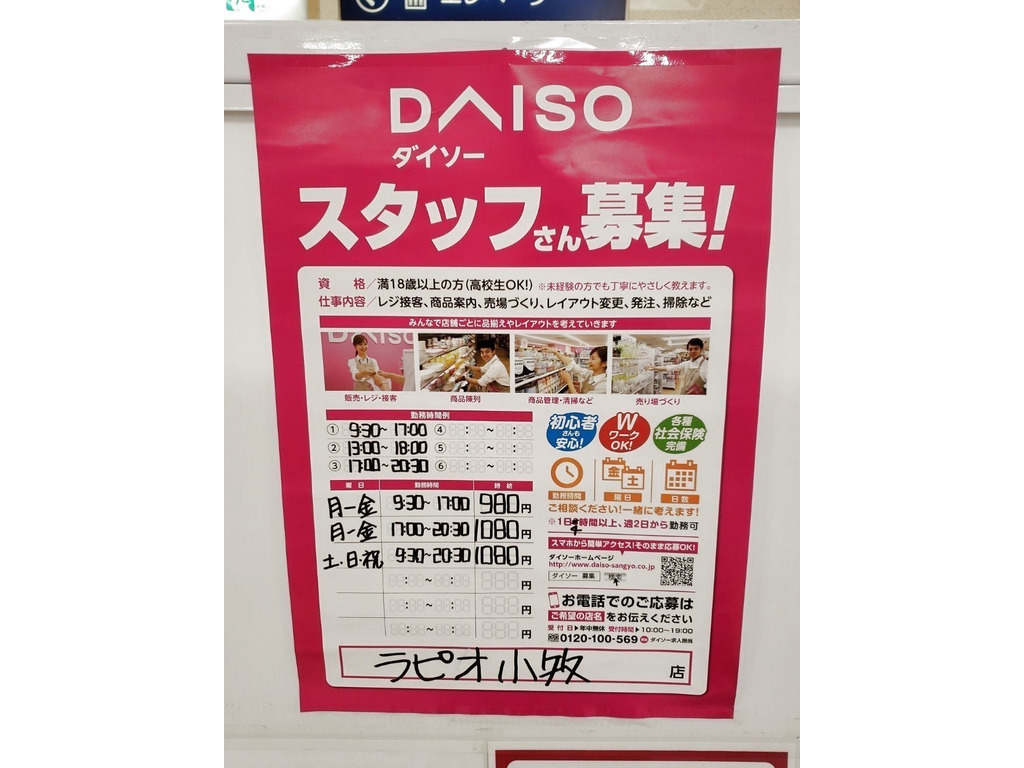 DAISO
ダイソー
スタッフさん募集!
資 格/満18歳以上の方(高校生OK!) ※未経験の方でも丁寧にやさしく教えます。
仕事内容/レジ接客、商品案内、売場づくり、レイアウト変更、発注、掃除など
みんなで店舗ごとに品揃えやレイアウトを考えていきます
DAISO
販売・レジ・接客 商品陳列 商品管理・清掃など 売り場づくり
勤務時間例
① 9:30~17:00 ④ : ~ :
② 13:00~18:00 ⑤ : ~ :
③ 17:00~20:30 ⑥ : ~ :
曜日 勤務時間 時給
月-金 9:30~17:00 980円
月-金 17:00~20:30 1080円
土・日・祝 9:30~20:30 1080円
: ~ : 円
: ~ : 円
: ~ : 円
初心者さんも安心!
WワークOK!
各種社会保険完備
金 土
勤務時間 曜日 日数
ご相談ください!一緒に考えます!
※1日4時間以上、週2日から勤務可
スマホから簡単アクセス!そのまま応募OK!
ダイソーホームページ
http://www.daiso-sangyo.co.jp
ダイソー 募集 検索
お電話でのご応募は
ご希望の店名をお伝えください
受付日▶年中無休 受付時間▶10:00~19:00
0120-100-569 ダイソー求人担当
ラピオ小牧 店